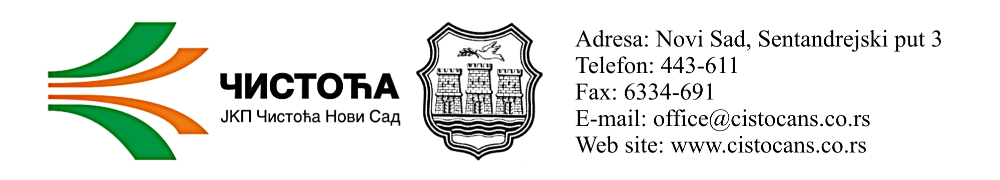 ЧИСТОЋА
ЈКП Чистоћа Нови Сад
Adresa: Novi Sad, Sentandrejski put 3
Telefon: 443-611
Fax: 6334-691
E-mail: office@cistocans.co.rs
Web site: www.cistocans.co.rs